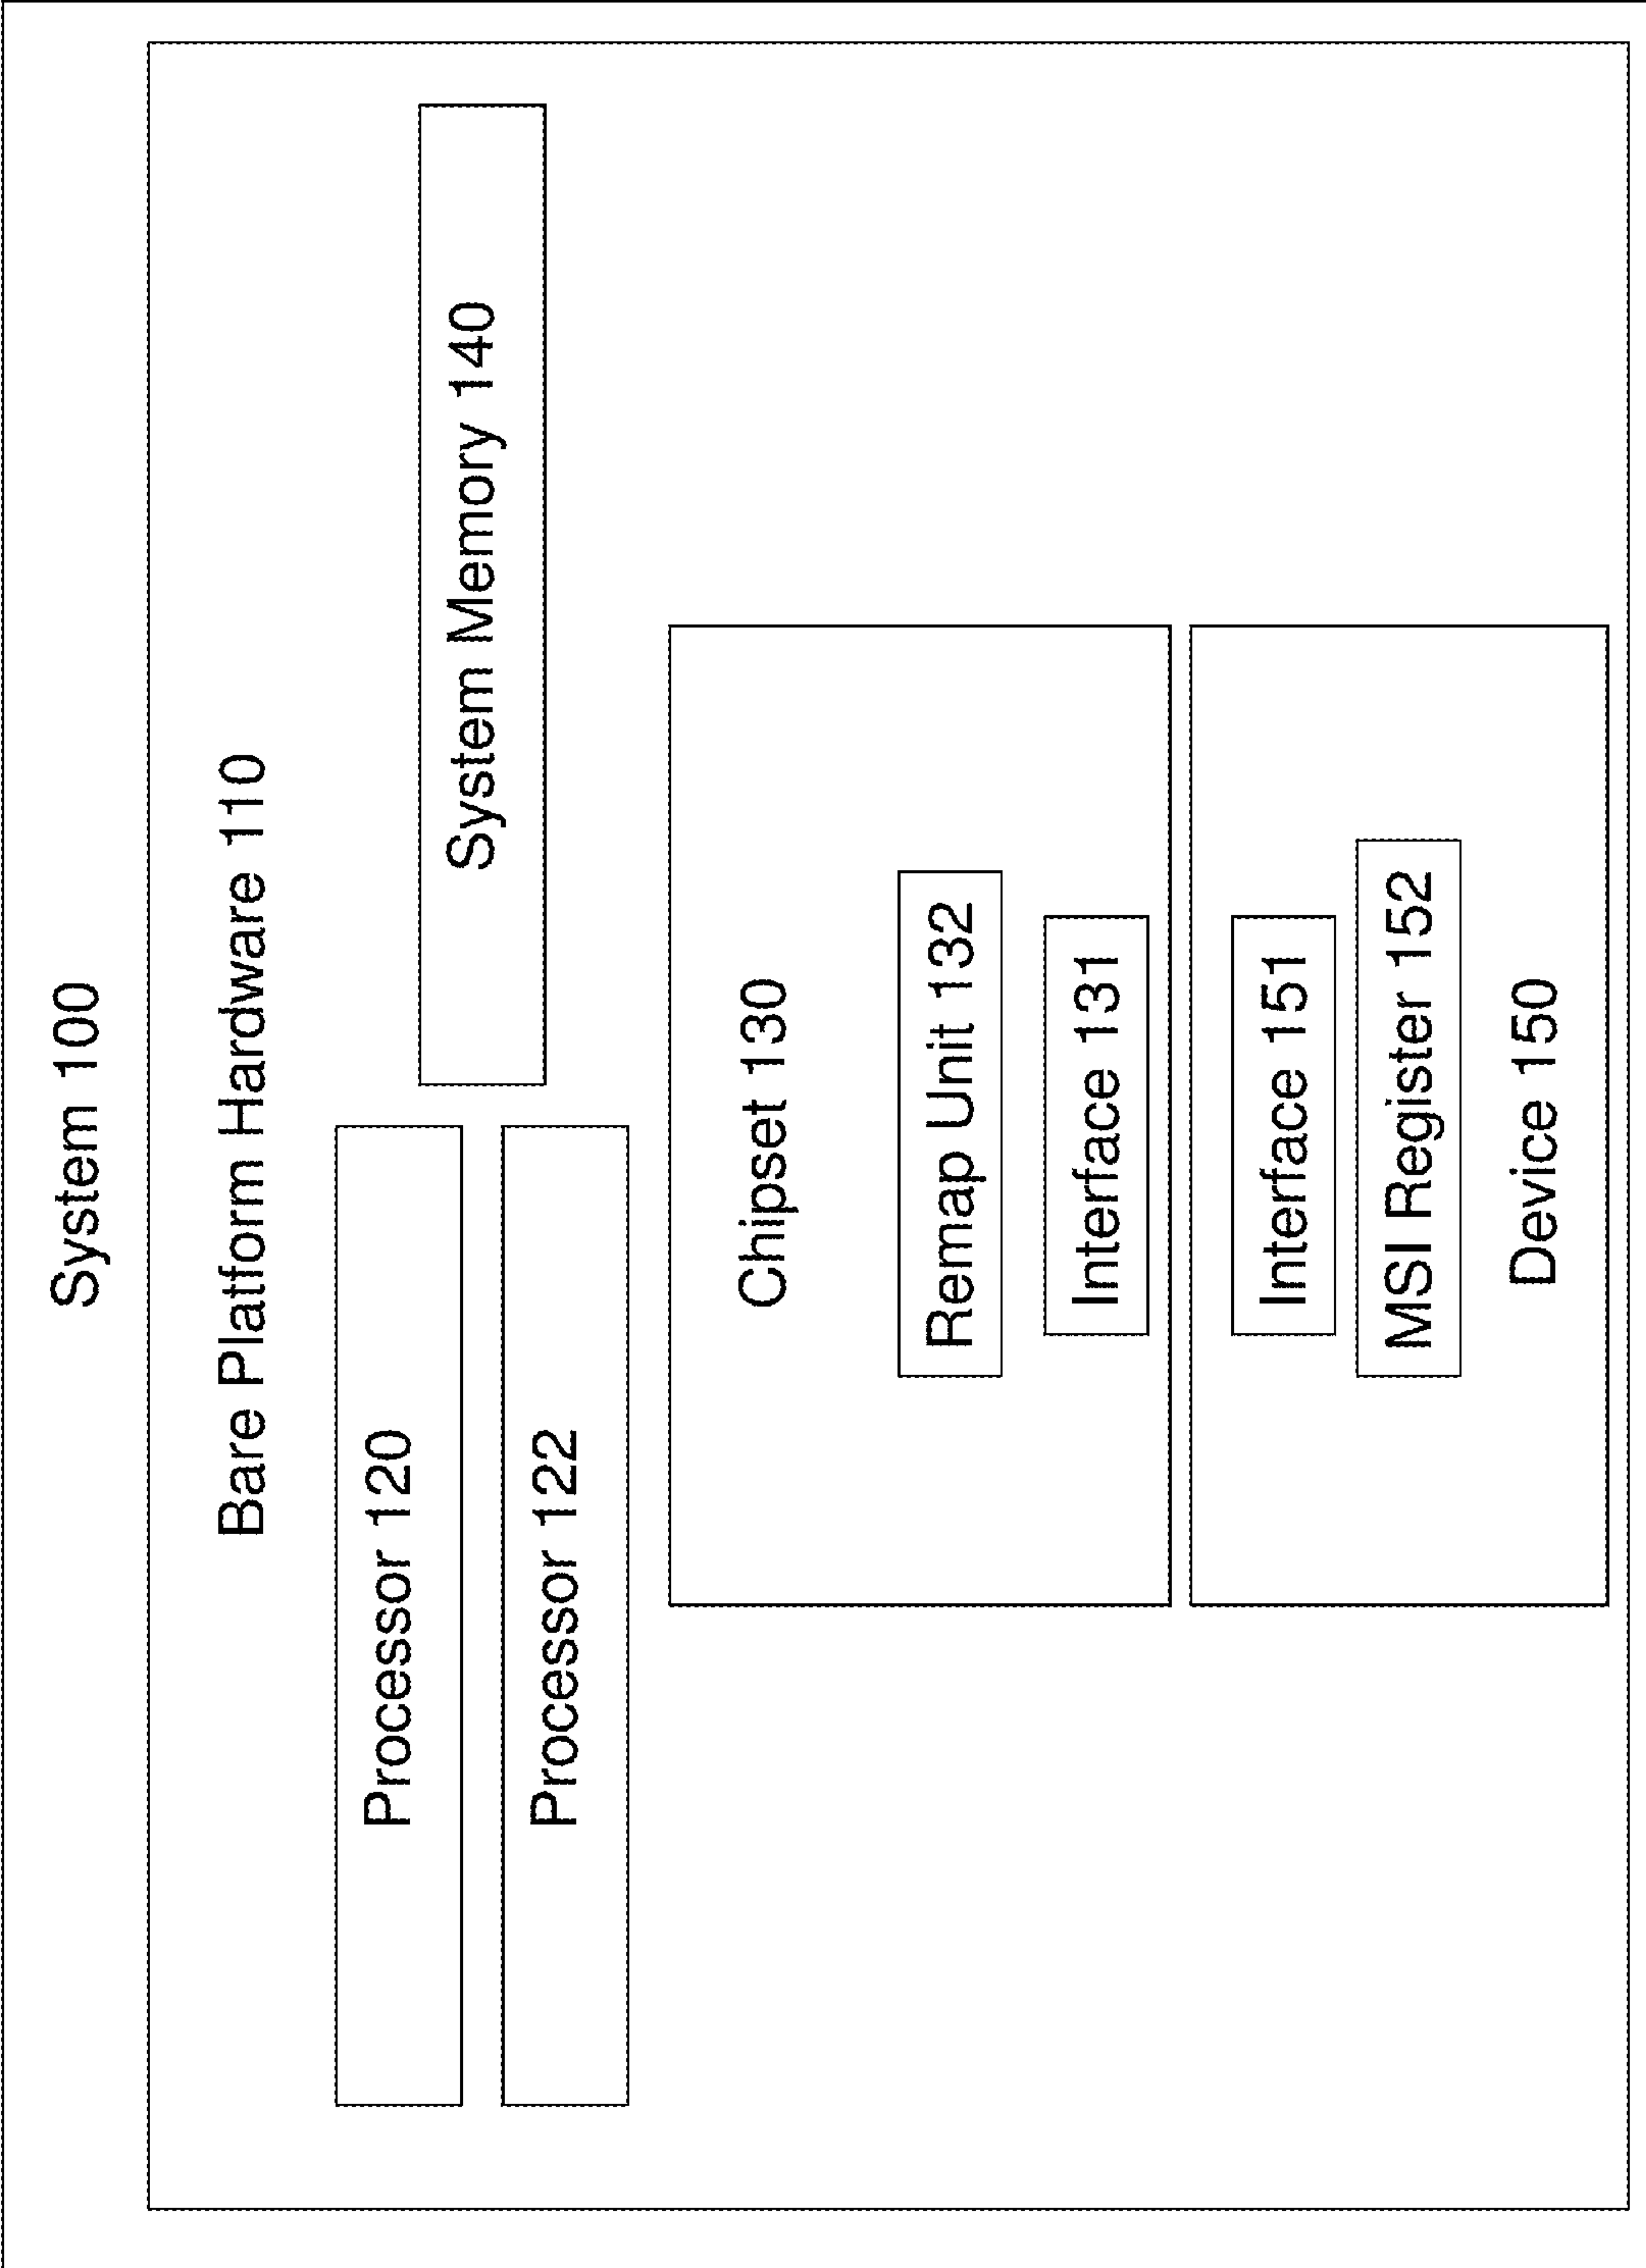 System 100
Bare Platform Hardware 110
Processor 120
System Memory 140
Processor 122
Chipset 130
Remap Unit 132
Interface 131
Interface 151
MSI Register 152
Device 150